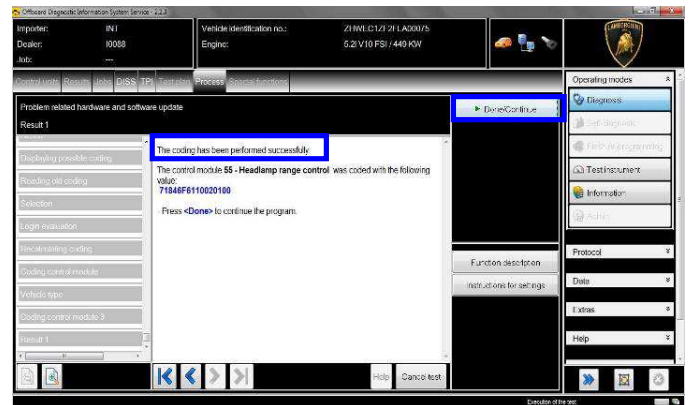 Offboard Diagnostic Information System Service - 2.2.3
Importer: INT
Dealer: I0088
Job: ---
Vehicle identification no.: ZHWEC1ZF2FLA00075
Engine: 5.2l V10 FSI / 449 KW
Control units Results Jobs DISS TPI Test plan Process Special functions
Problem related hardware and software update
Result 1
Displaying possible coding
Reading old coding
Selection
Login evaluation
Recalculating coding
Coding control module
Vehicle type
Coding control module 3
Result 1
The coding has been performed successfully.
The control module 55 - Headlamp range control was coded with the following
value:
71846F6110020100
- Press <Done> to continue the program.
Done/Continue
Function description
Instructions for settings
Help
Cancel test
LAMBORGHINI
Operating modes
Diagnosis
Self-diagnosis
Flash programming
Test instrument
Information
Admin
Protocol
Data
Extras
Help
Execution of the test: